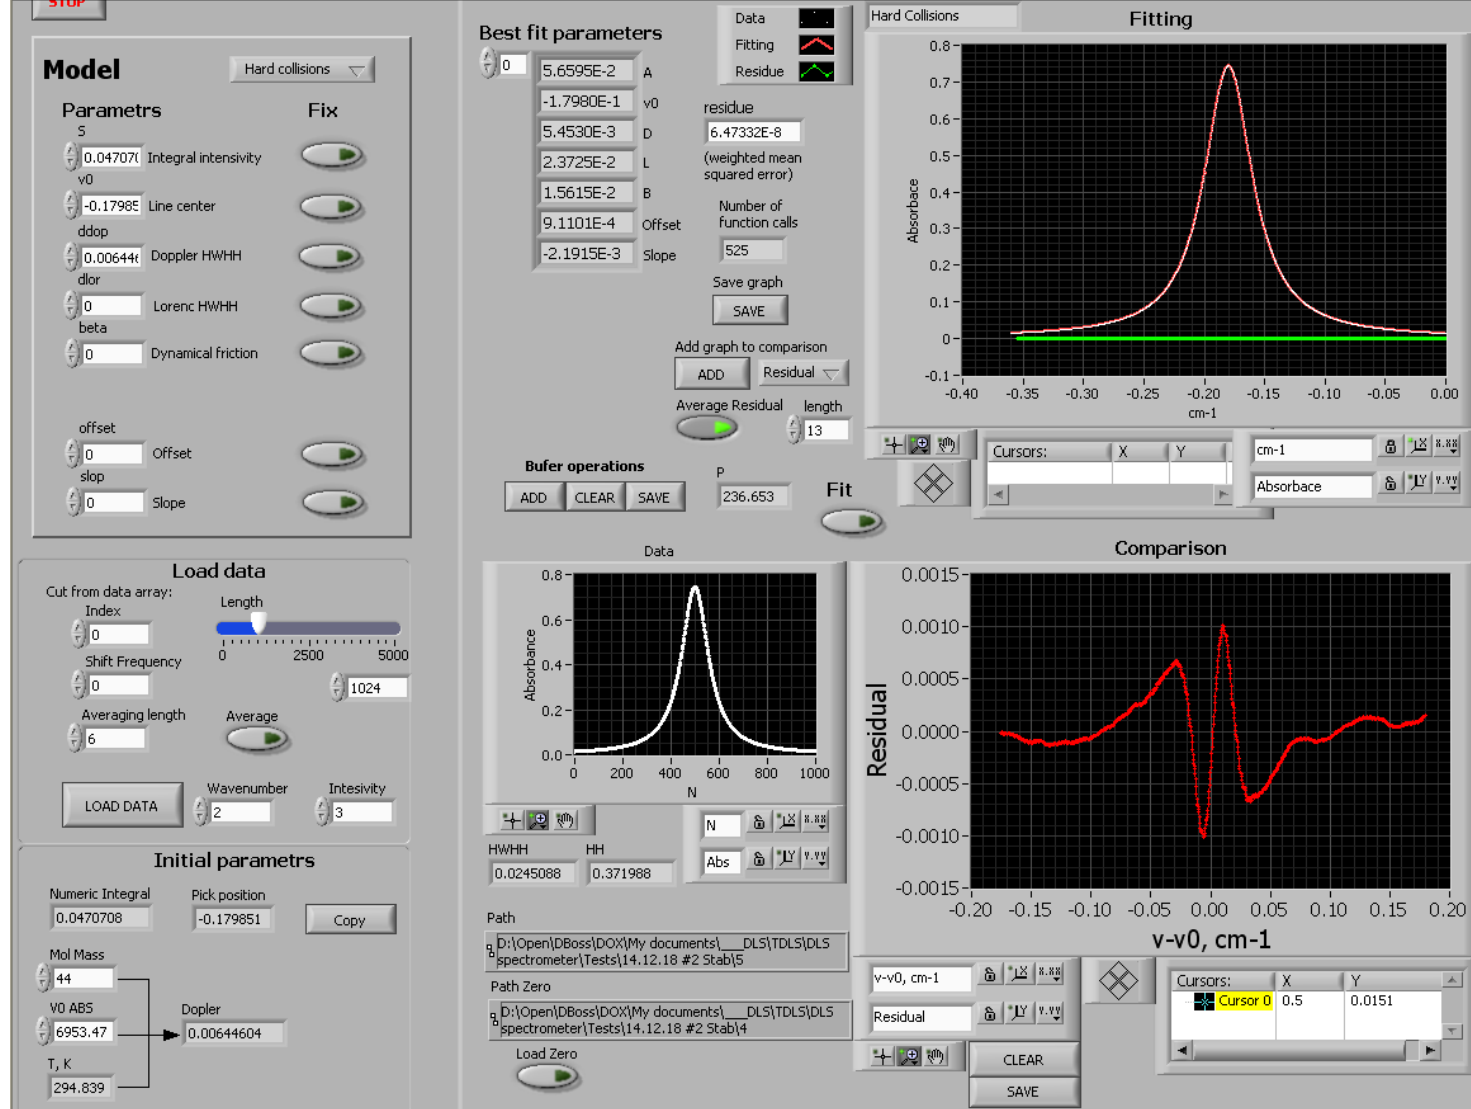 STOP
Model
Hard collisions
Parametrs Fix
S
0.04707( Integral intensivity
v0
-0.1798E Line center
ddop
0.00644( Doppler HWHH
dlor
0 Lorenc HWHH
beta
0 Dynamical friction
offset
0 Offset
slop
0 Slope
Load data
Cut from data array:
Index
0
Length
0 2500 5000
1024
Shift Frequency
0
Averaging length
6
Average
LOAD DATA
Wavenumber
2
Intesivity
3
Initial parametrs
Numeric Integral
0.0470708
Pick position
-0.179851
Copy
Mol Mass
44
V0 ABS
6953.47
Dopler
0.00644604
T, K
294.839
Best fit parameters
0
5.6595E-2 A
-1.7980E-1 v0
5.4530E-3 D
2.3725E-2 L
1.5615E-2 B
9.1101E-4 Offset
-2.1915E-3 Slope
Data
Fitting
Residue
residue
6.47332E-8
(weighted mean
squared error)
Number of
function calls
525
Save graph
SAVE
Add graph to comparison
ADD Residual
Average Residual
length
13
Bufer operations
ADD CLEAR SAVE
P
236.653
Fit
Data
0.8
0.6
0.4
0.2
0.0
Absorbance
0 200 400 600 800 1000
N
N
Abs
X.XX
Y.YY
HWHH
0.0245088
HH
0.371988
Path
D:\Open\DBoss\DOX\My documents\___DLS\TDLS\DLS
spectrometer\Tests\14.12.18 #2 Stab\5
Path Zero
D:\Open\DBoss\DOX\My documents\___DLS\TDLS\DLS
spectrometer\Tests\14.12.18 #2 Stab\4
Load Zero
Hard Collisions
Fitting
0.8
0.7
0.6
0.5
0.4
0.3
0.2
0.1
0
-0.1
Absorbace
-0.40 -0.35 -0.30 -0.25 -0.20 -0.15 -0.10 -0.05 0.00
cm-1
Cursors: X Y
cm-1
Absorbace
X.XX
Y.YY
Comparison
0.0015
0.0010
0.0005
0.0000
-0.0005
-0.0010
-0.0015
Residual
-0.20 -0.10 -0.05 0.00 0.05 0.10 0.15 0.20
v-v0, cm-1
v-v0, cm-1
Residual
X.XX
Y.YY
CLEAR
SAVE
Cursors: X Y
Cursor 0 0.5 0.0151